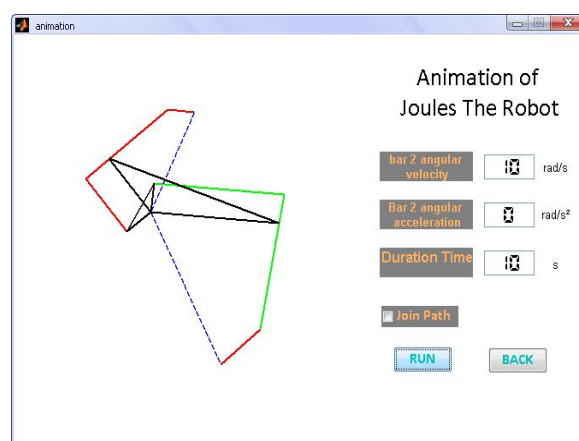 animation
Animation of
Joules The Robot
bar 2 angular
velocity
10
rad/s
Bar 2 angular
acceleration
0
rad/s²
Duration Time
10
s
Join Path
RUN
BACK